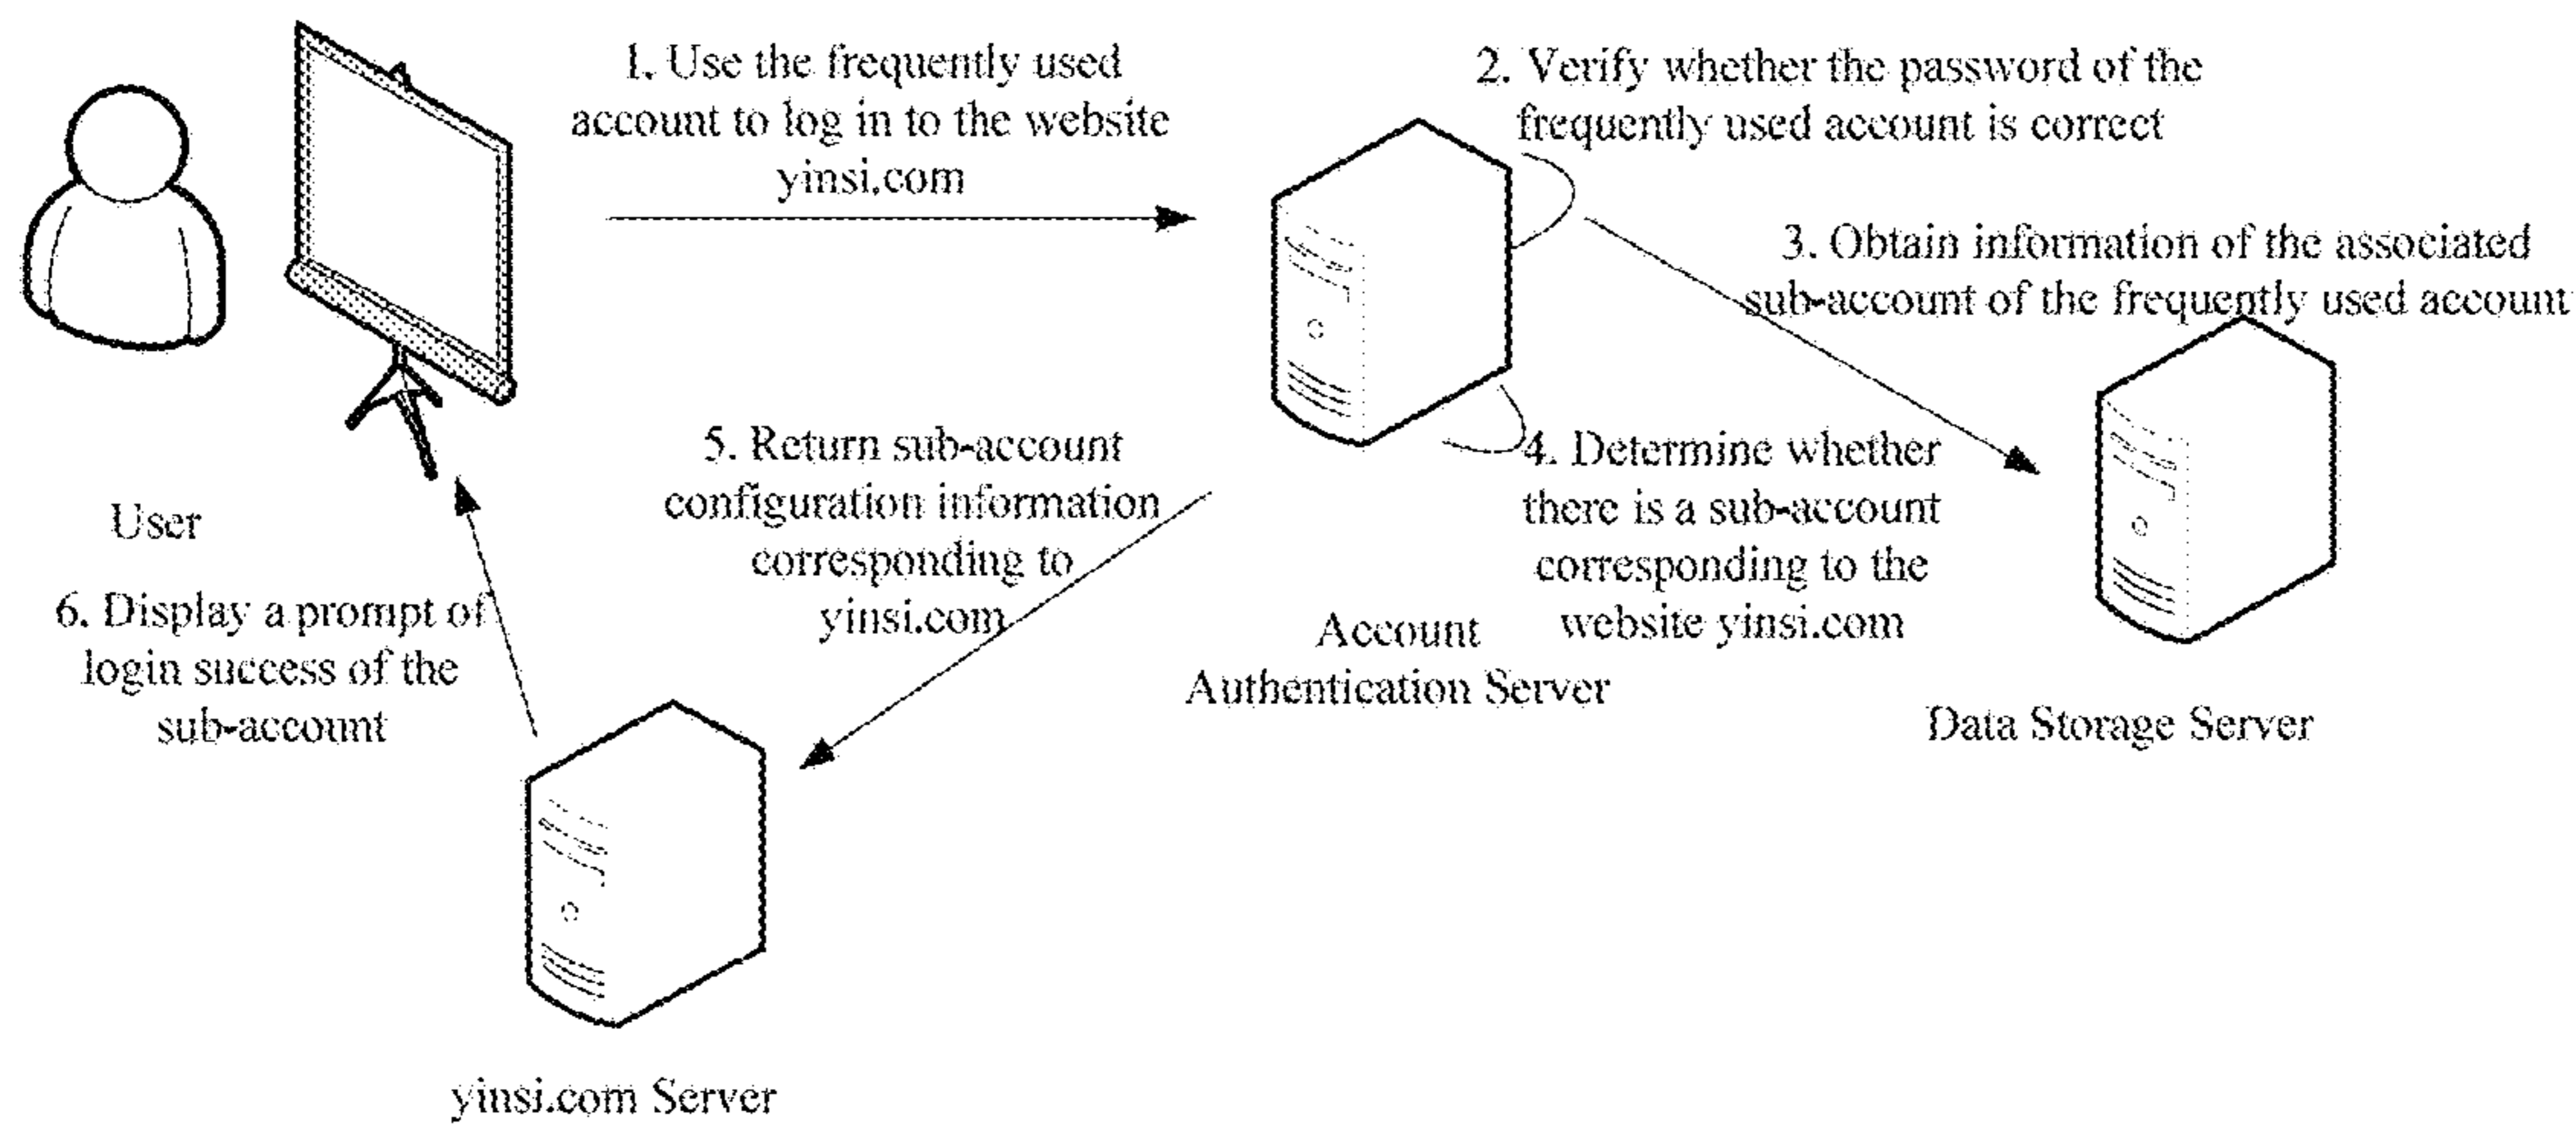 1. Use the frequently used
account to log in to the website
yinsi.com
2. Verify whether the password of the
frequently used account is correct
3. Obtain information of the associated
sub-account of the frequently used account
4. Determine whether
there is a sub-account
corresponding to the
website yinsi.com
5. Return sub-account
configuration information
corresponding to
yinsi.com
User
6. Display a prompt of
login success of the
sub-account
Account
Authentication Server
Data Storage Server
yinsi.com Server